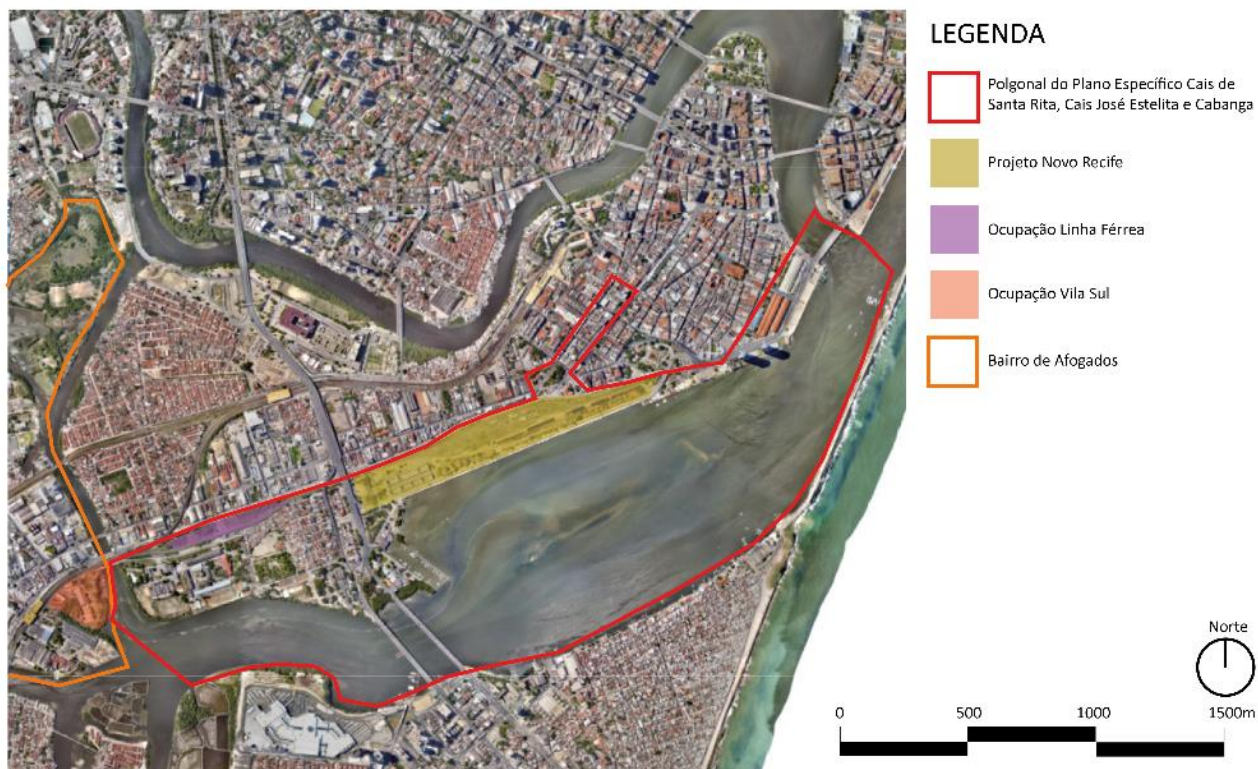 LEGENDA
Polgonal do Plano Específico Cais de
Santa Rita, Cais José Estelita e Cabanga
Projeto Novo Recife
Ocupação Linha Férrea
Ocupação Vila Sul
Bairro de Afogados
Norte
0 500 1000 1500m